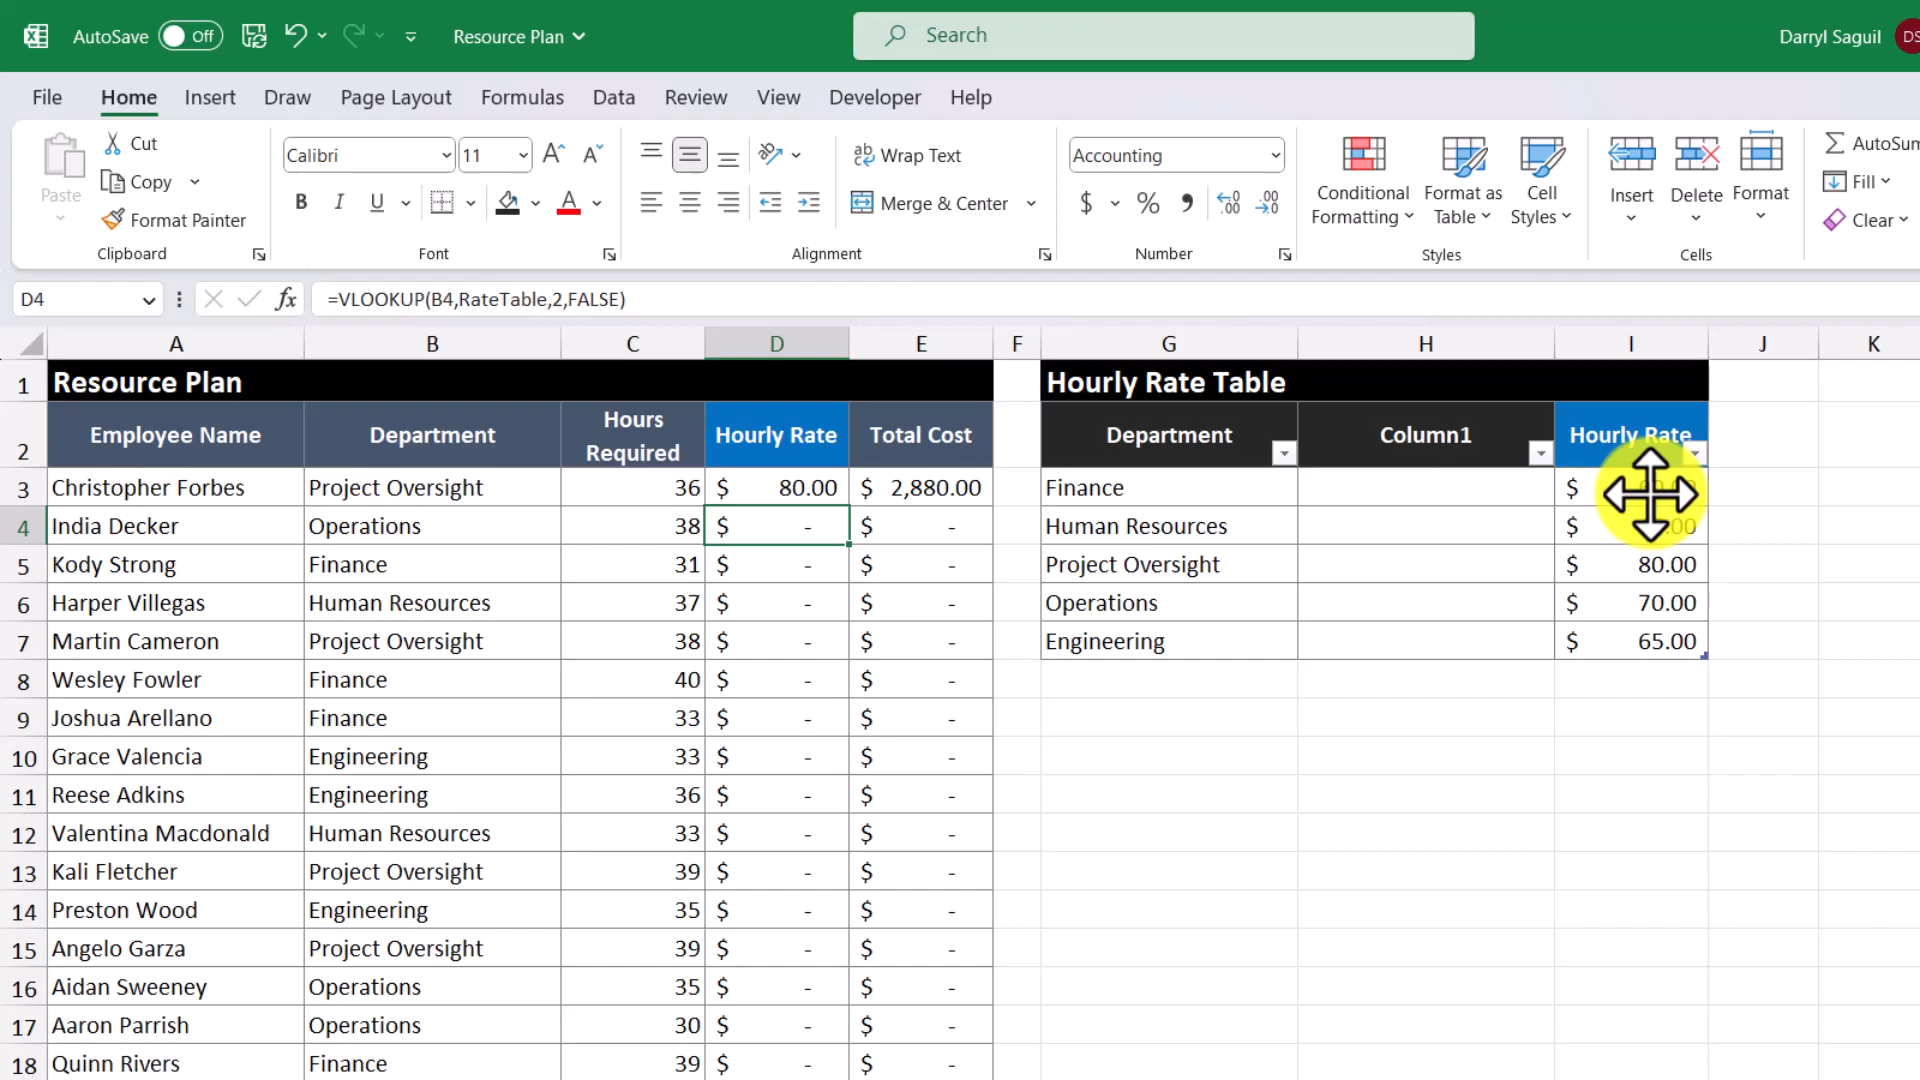 AutoSave Off Resource Plan Search Darryl Saguil DS
File Home Insert Draw Page Layout Formulas Data Review View Developer Help
Paste Cut Copy Format Painter Clipboard
Calibri 11 B I U A Font
Wrap Text Merge & Center Alignment
Accounting $ % Number
Conditional Formatting Format as Table Cell Styles Styles
Insert Delete Format Cells
AutoSum Fill Clear
D4 fx =VLOOKUP(B4,RateTable,2,FALSE)
A B C D E F G H I J K
1 Resource Plan Hourly Rate Table
2 Employee Name Department Hours Required Hourly Rate Total Cost Department Column1 Hourly Rate
3 Christopher Forbes Project Oversight 36 $ 80.00 $ 2,880.00 Finance $
4 India Decker Operations 38 $ - $ - Human Resources $
5 Kody Strong Finance 31 $ - $ - Project Oversight $ 80.00
6 Harper Villegas Human Resources 37 $ - $ - Operations $ 70.00
7 Martin Cameron Project Oversight 38 $ - $ - Engineering $ 65.00
8 Wesley Fowler Finance 40 $ - $ -
9 Joshua Arellano Finance 33 $ - $ -
10 Grace Valencia Engineering 33 $ - $ -
11 Reese Adkins Engineering 36 $ - $ -
12 Valentina Macdonald Human Resources 33 $ - $ -
13 Kali Fletcher Project Oversight 39 $ - $ -
14 Preston Wood Engineering 35 $ - $ -
15 Angelo Garza Project Oversight 39 $ - $ -
16 Aidan Sweeney Operations 35 $ - $ -
17 Aaron Parrish Operations 30 $ - $ -
18 Quinn Rivers Finance 39 $ - $ -